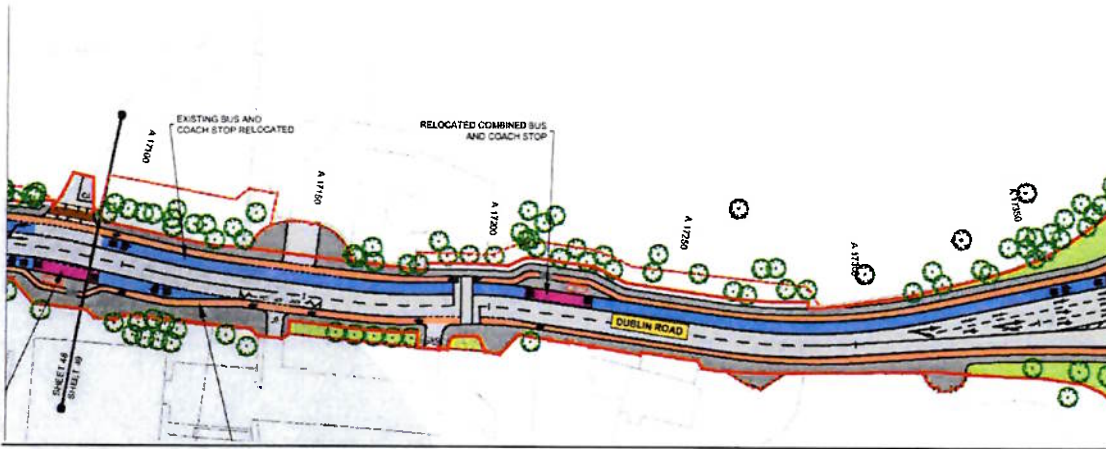 EXISTING BUS AND
COACH STOP RELOCATED
RELOCATED COMBINED BUS
AND COACH STOP
A 17100
A 17150
A 17200
A 17250
A 17300
A 17350
DUBLIN ROAD
SHEET 48
SHEET 49